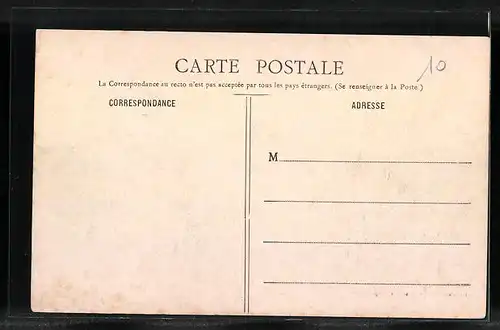 CARTE POSTALE
10
La Correspondance au recto n'est pas acceptée par tous les pays étrangers. (Se renseigner à la Poste.)
CORRESPONDANCE
ADRESSE
M